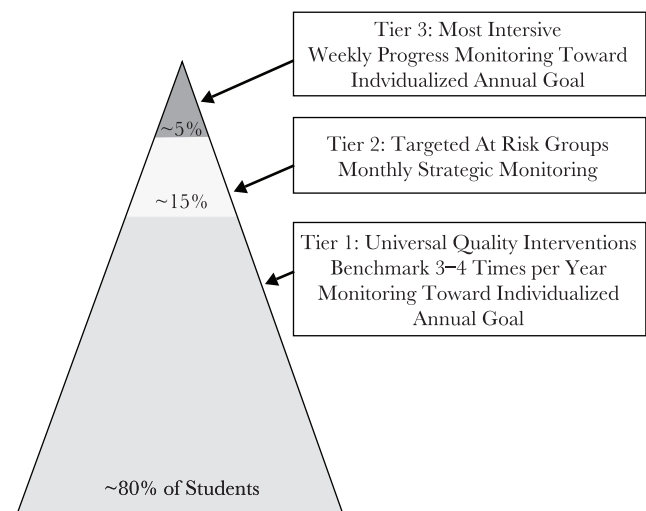 Tier 3: Most Intersive
Weekly Progress Monitoring Toward
Indvidualized Annual Goal
~5%
Tier 2: Targeted At Risk Groups
Monthly Strategic Monitoring
~15%
Tier 1: Universal Quality Interventions
Benchmark 3–4 Times per Year
Monitoring Toward Individualized
Annual Goal
~80% of Students